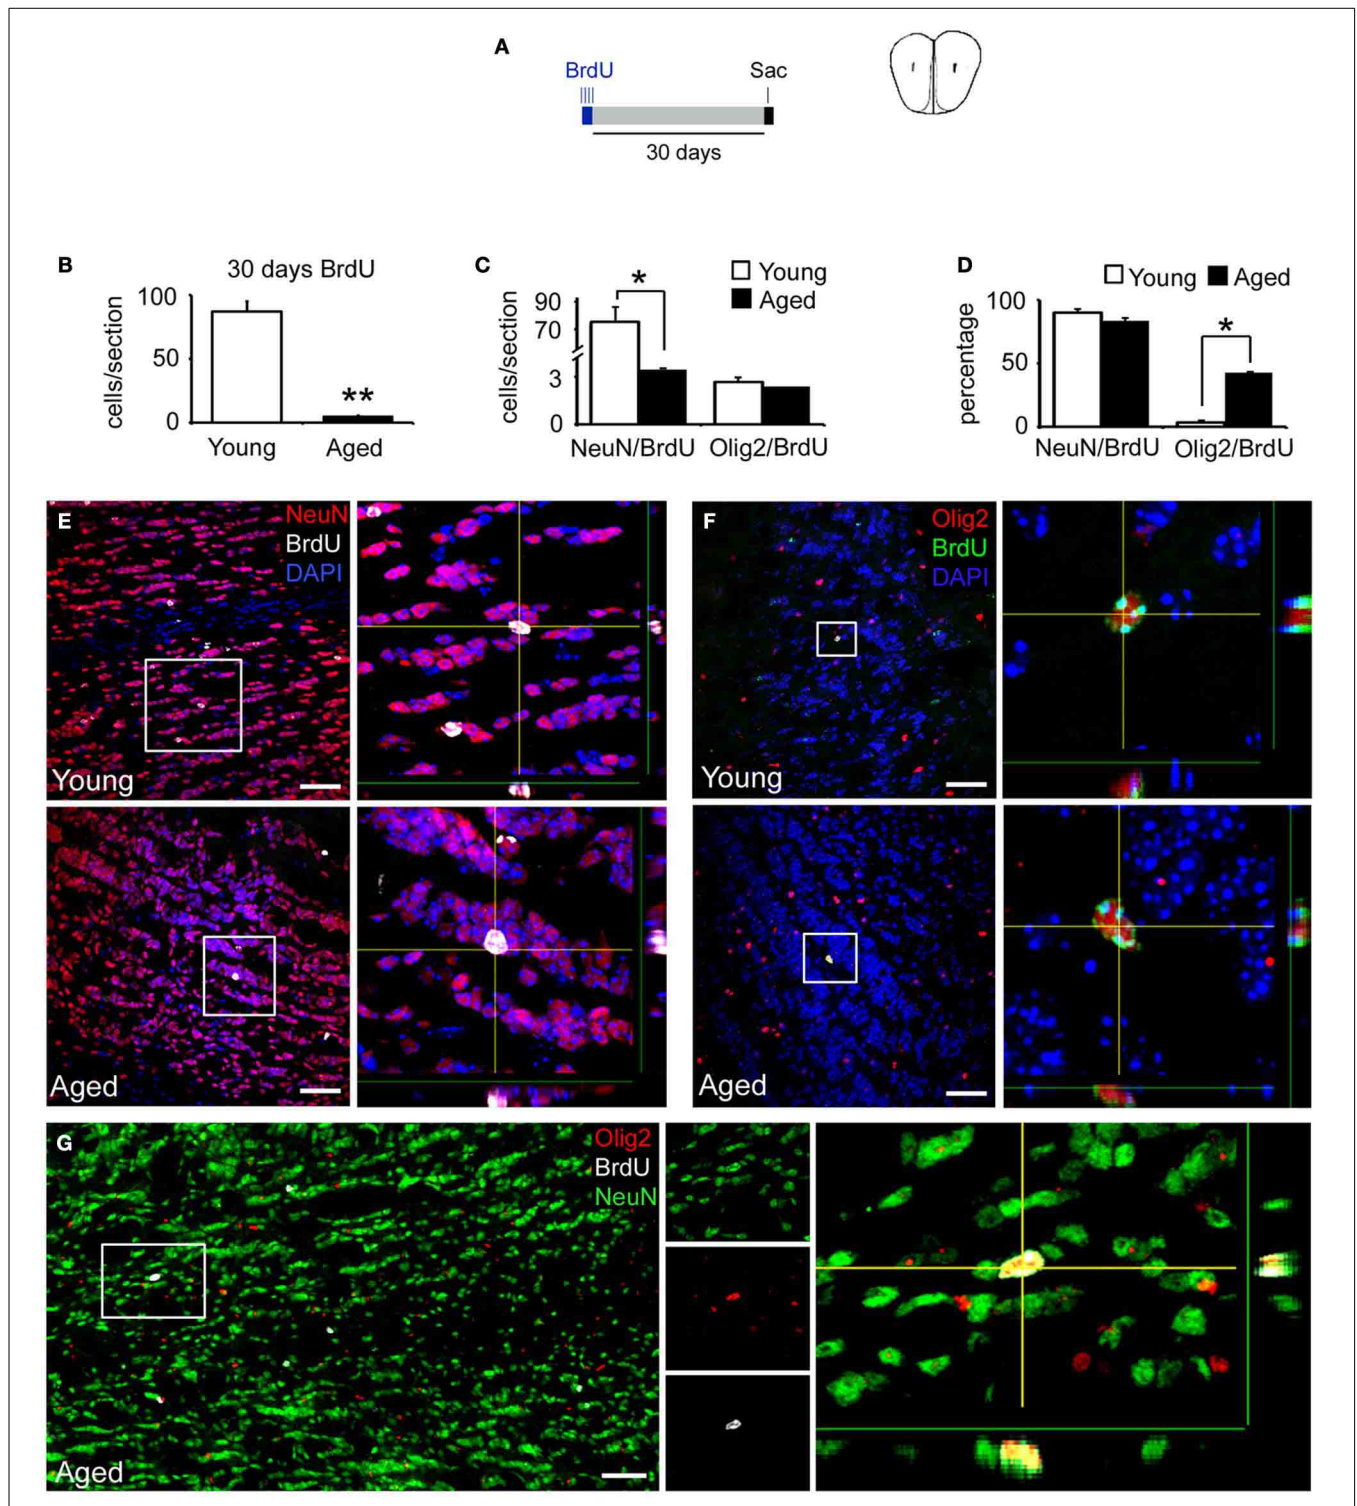 A
BrdU
Sac
30 days
B
30 days BrdU
cells/section
100
50
0
**
Young
Aged
C
Young
Aged
cells/section
90
70
3
0
*
NeuN/BrdU
Olig2/BrdU
D
Young
Aged
percentage
100
50
0
*
NeuN/BrdU
Olig2/BrdU
E
NeuN
BrdU
DAPI
Young
Aged
F
Olig2
BrdU
DAPI
Young
Aged
G
Olig2
BrdU
NeuN
Aged